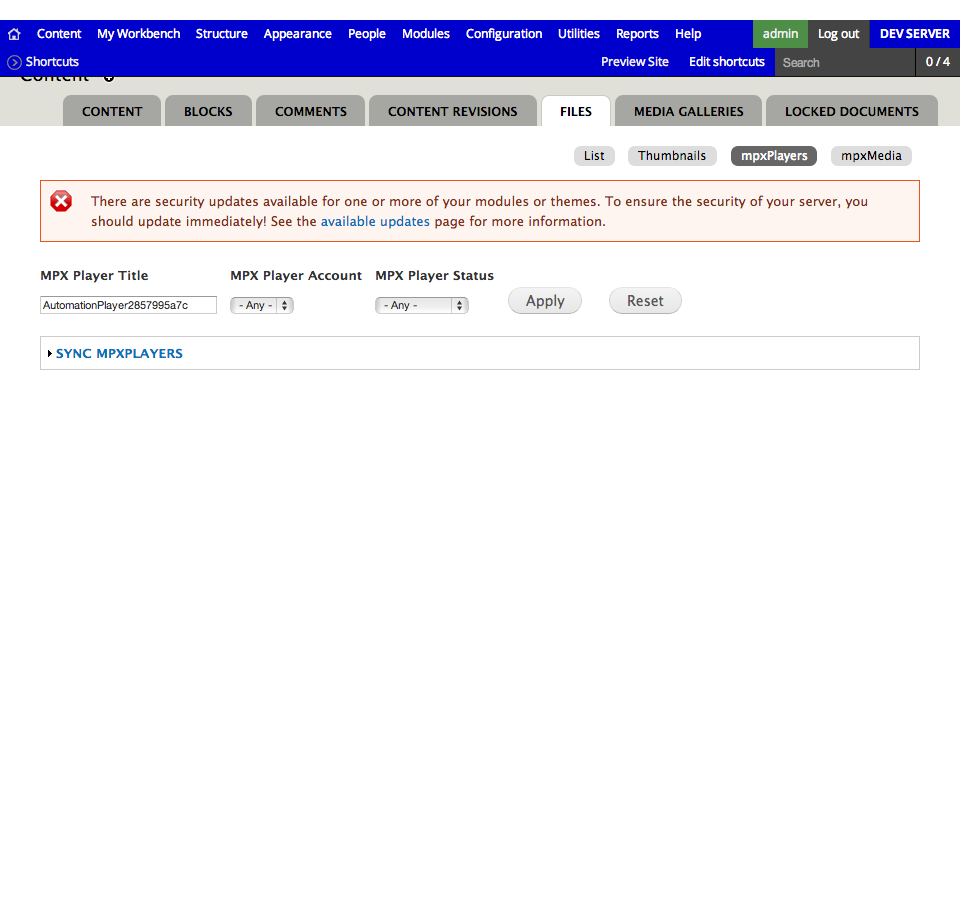 Content My Workbench Structure Appearance People Modules Configuration Utilities Reports Help admin Log out DEV SERVER
Shortcuts Preview Site Edit shortcuts Search 0 / 4
Content
CONTENT BLOCKS COMMENTS CONTENT REVISIONS FILES MEDIA GALLERIES LOCKED DOCUMENTS
List Thumbnails mpxPlayers mpxMedia
There are security updates available for one or more of your modules or themes. To ensure the security of your server, you
should update immediately! See the available updates page for more information.
MPX Player Title MPX Player Account MPX Player Status
AutomationPlayer2857995a7c - Any - - Any - Apply Reset
SYNC MPXPLAYERS